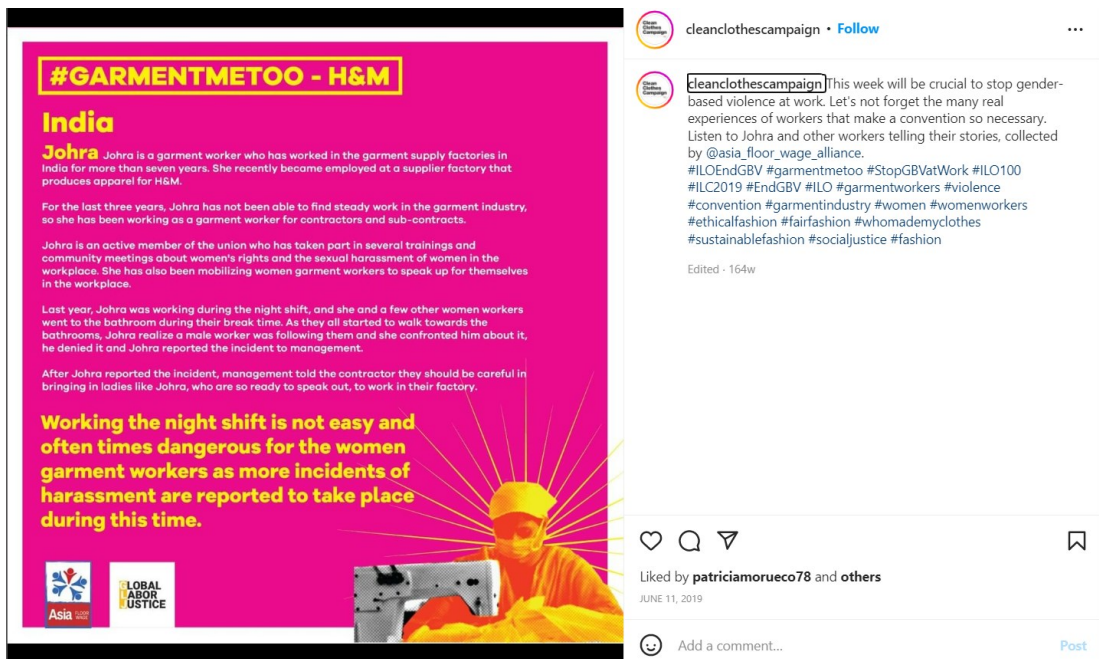 #GARMENTMETOO - H&M
India
Johra Johra is a garment worker who has worked in the garment supply factories in
India for more than seven years. She recently became employed at a supplier factory that
produces apparel for H&M.
For the last three years, Johra has not been able to find steady work in the garment industry,
so she has been working as a garment worker for contractors and sub-contracts.
Johra is an active member of the union who has taken part in several trainings and
community meetings about women's rights and the sexual harassment of women in the
workplace. She has also been mobilizing women garment workers to speak up for themselves
in the workplace.
Last year, Johra was working during the night shift, and she and a few other women workers
went to the bathroom during their break time. As they all started to walk towards the
bathrooms, Johra realize a male worker was following them and she confronted him about it,
he denied it and Johra reported the incident to management.
After Johra reported the incident, management told the contractor they should be careful in
bringing in ladies like Johra, who are so ready to speak out, to work in their factory.
Working the night shift is not easy and
often times dangerous for the women
garment workers as more incidents of
harassment are reported to take place
during this time.
Asia FLOOR
WAGE
GLOBAL
LABOR
JUSTICE
Clean
Clothes
Campaign
cleanclothescampaign • Follow
Clean
Clothes
Campaign
cleanclothescampaign This week will be crucial to stop gender-
based violence at work. Let's not forget the many real
experiences of workers that make a convention so necessary.
Listen to Johra and other workers telling their stories, collected
by @asia_floor_wage_alliance.
#ILOEndGBV #garmentmetoo #StopGBVatWork #ILO100
#ILC2019 #EndGBV #ILO #garmentworkers #violence
#convention #garmentindustry #women #womenworkers
#ethicalfashion #fairfashion #whomademyclothes
#sustainablefashion #socialjustice #fashion
Edited · 164w
Liked by patriciamorueco78 and others
JUNE 11, 2019
Add a comment...
Post